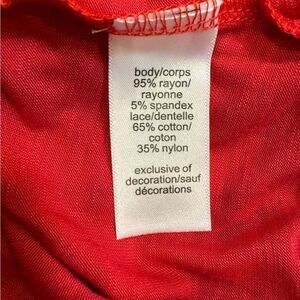 body/corps
95% rayon/
rayonne
5% spandex
lace/dentelle
65% cotton/
coton
35% nylon
exclusive of
decoration/sauf
décorations